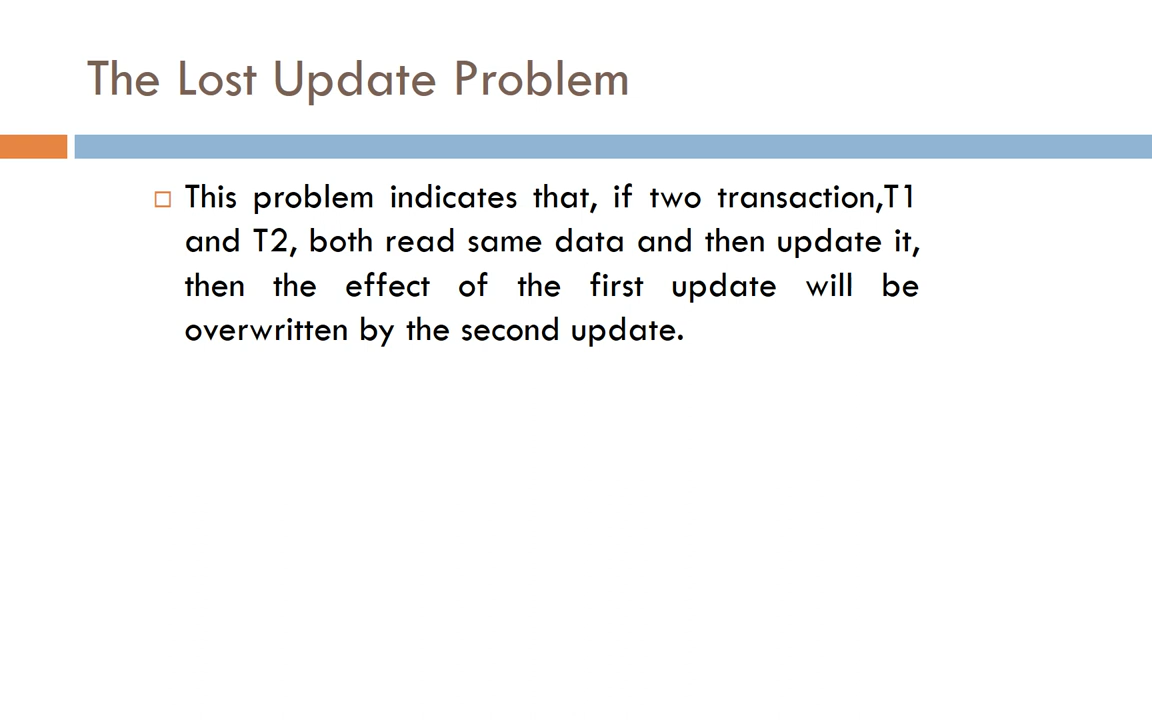 The Lost Update Problem
This problem indicates that, if two transaction,T1
and T2, both read same data and then update it,
then the effect of the first update will be
overwritten by the second update.